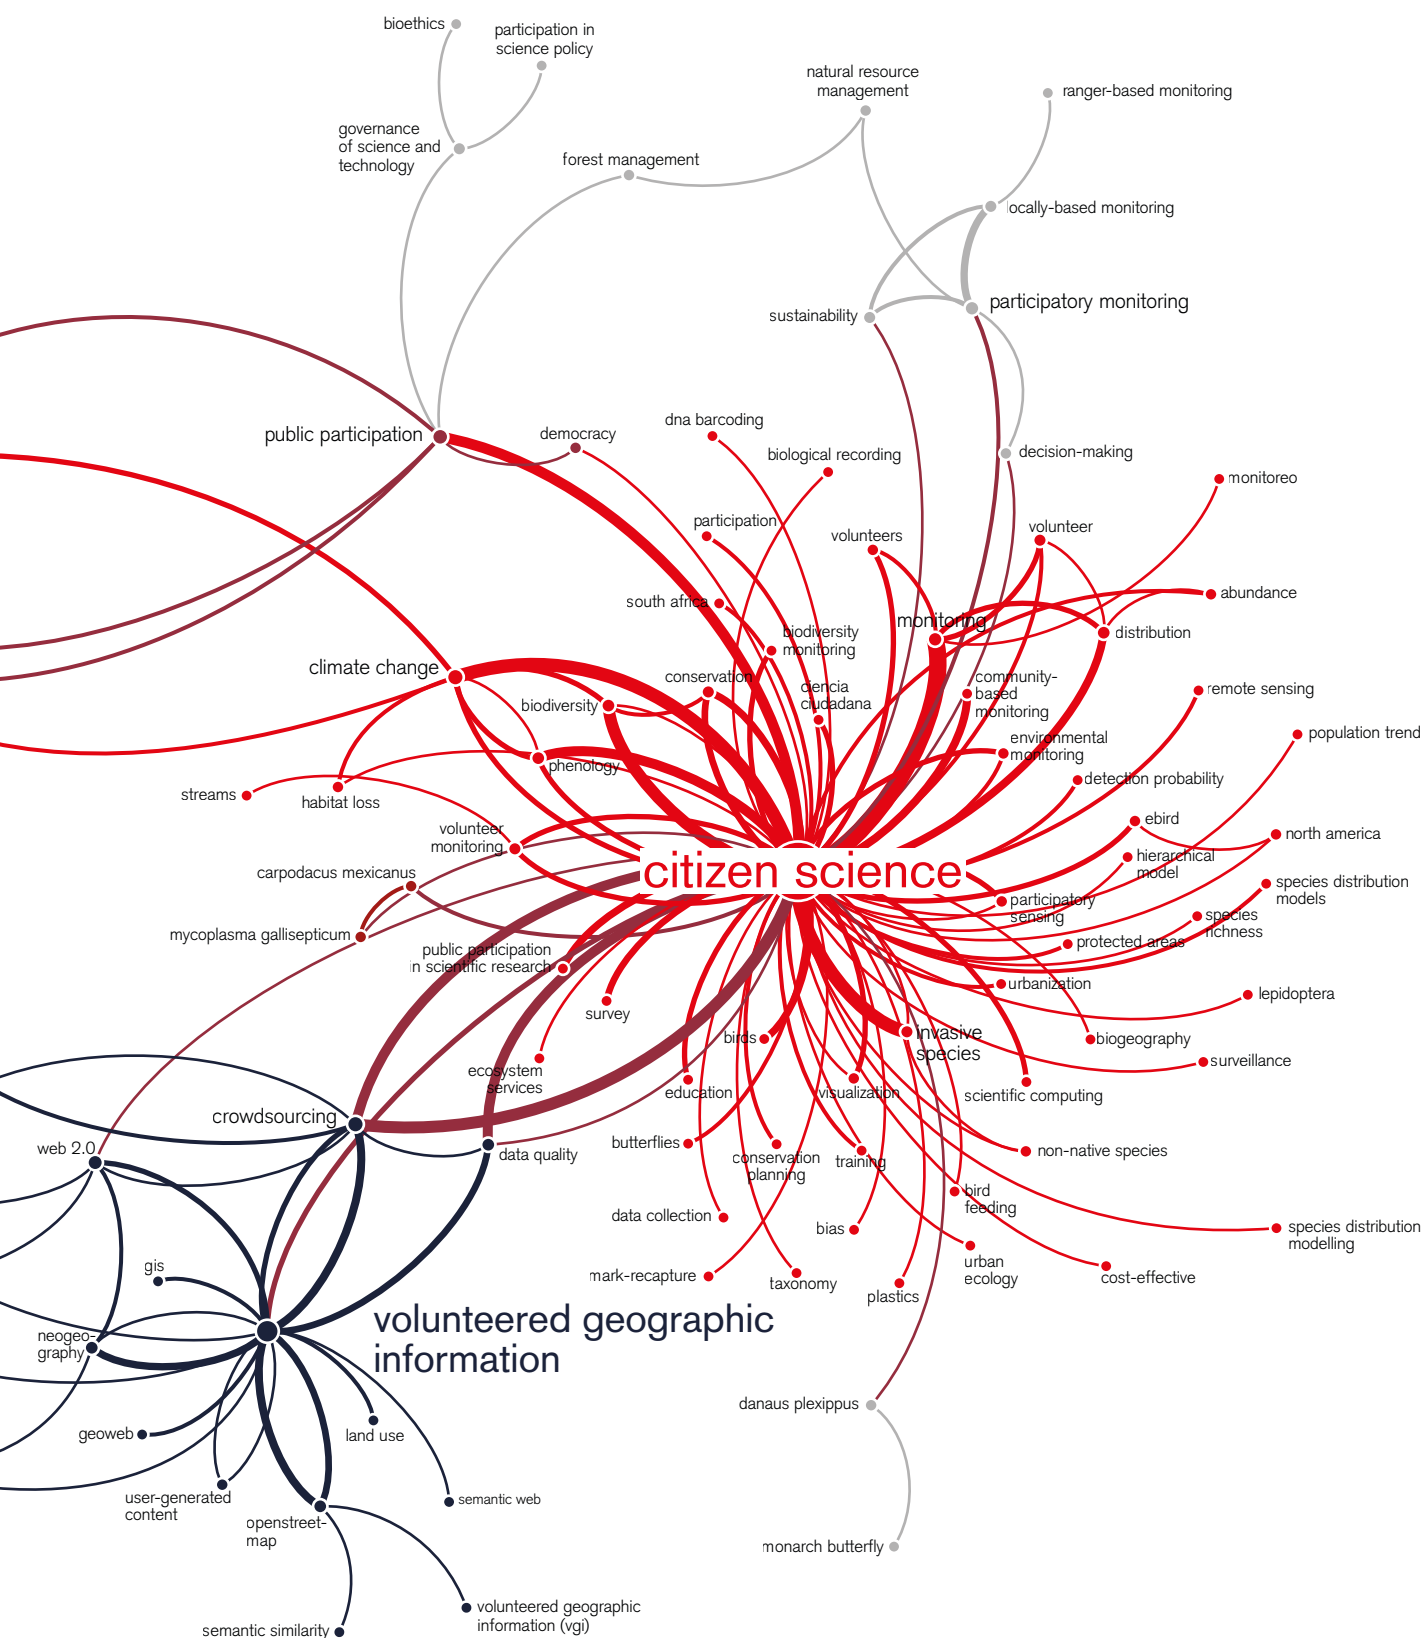 bioethics
participation in
science policy
natural resource
management
ranger-based monitoring
governance
of science and
technology
forest management
locally-based monitoring
participatory monitoring
sustainability
public participation
democracy
dna barcoding
biological recording
decision-making
monitoreo
participation
volunteers
volunteer
south africa
abundance
monitoring
distribution
biodiversity
monitoring
climate change
conservation
ciencia
ciudadana
community-
based
monitoring
remote sensing
biodiversity
environmental
monitoring
population trend
phenology
detection probability
streams
habitat loss
ebird
north america
volunteer
monitoring
hierarchical
model
carpodacus mexicanus
citizen science
species distribution
models
participatory
sensing
species
richness
mycoplasma gallisepticum
protected areas
public participation
in scientific research
urbanization
lepidoptera
survey
birds
invasive
species
biogeography
surveillance
ecosystem
services
education
visualization
scientific computing
crowdsourcing
web 2.0
data quality
butterflies
conservation
planning
training
non-native species
bird
feeding
data collection
bias
species distribution
modelling
gis
mark-recapture
taxonomy
plastics
urban
ecology
cost-effective
volunteered geographic
information
neogeo-
graphy
danaus plexippus
geoweb
land use
user-generated
content
semantic web
openstreet-
map
monarch butterfly
volunteered geographic
information (vgi)
semantic similarity